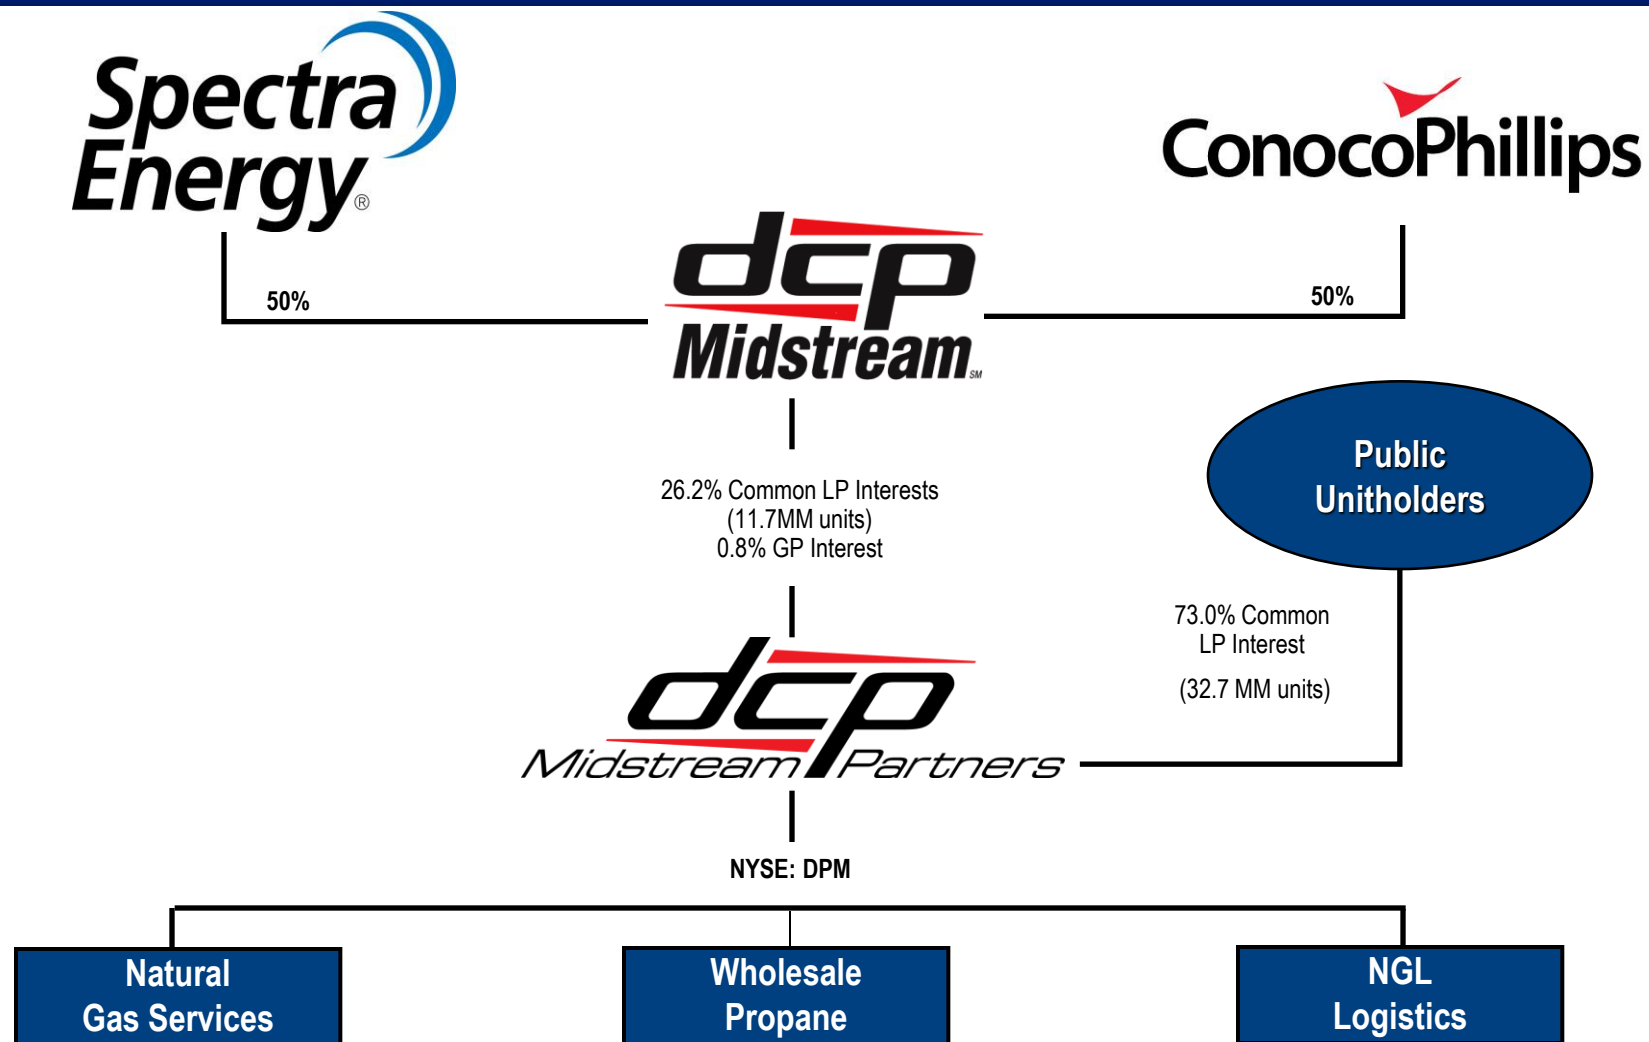 Spectra
Energy®
ConocoPhillips
dcp
Midstream SM
50%
50%
Public
Unitholders
26.2% Common LP Interests
(11.7MM units)
0.8% GP Interest
73.0% Common
LP Interest
(32.7 MM units)
dcp
Midstream Partners
NYSE: DPM
Natural
Gas Services
Wholesale
Propane
NGL
Logistics